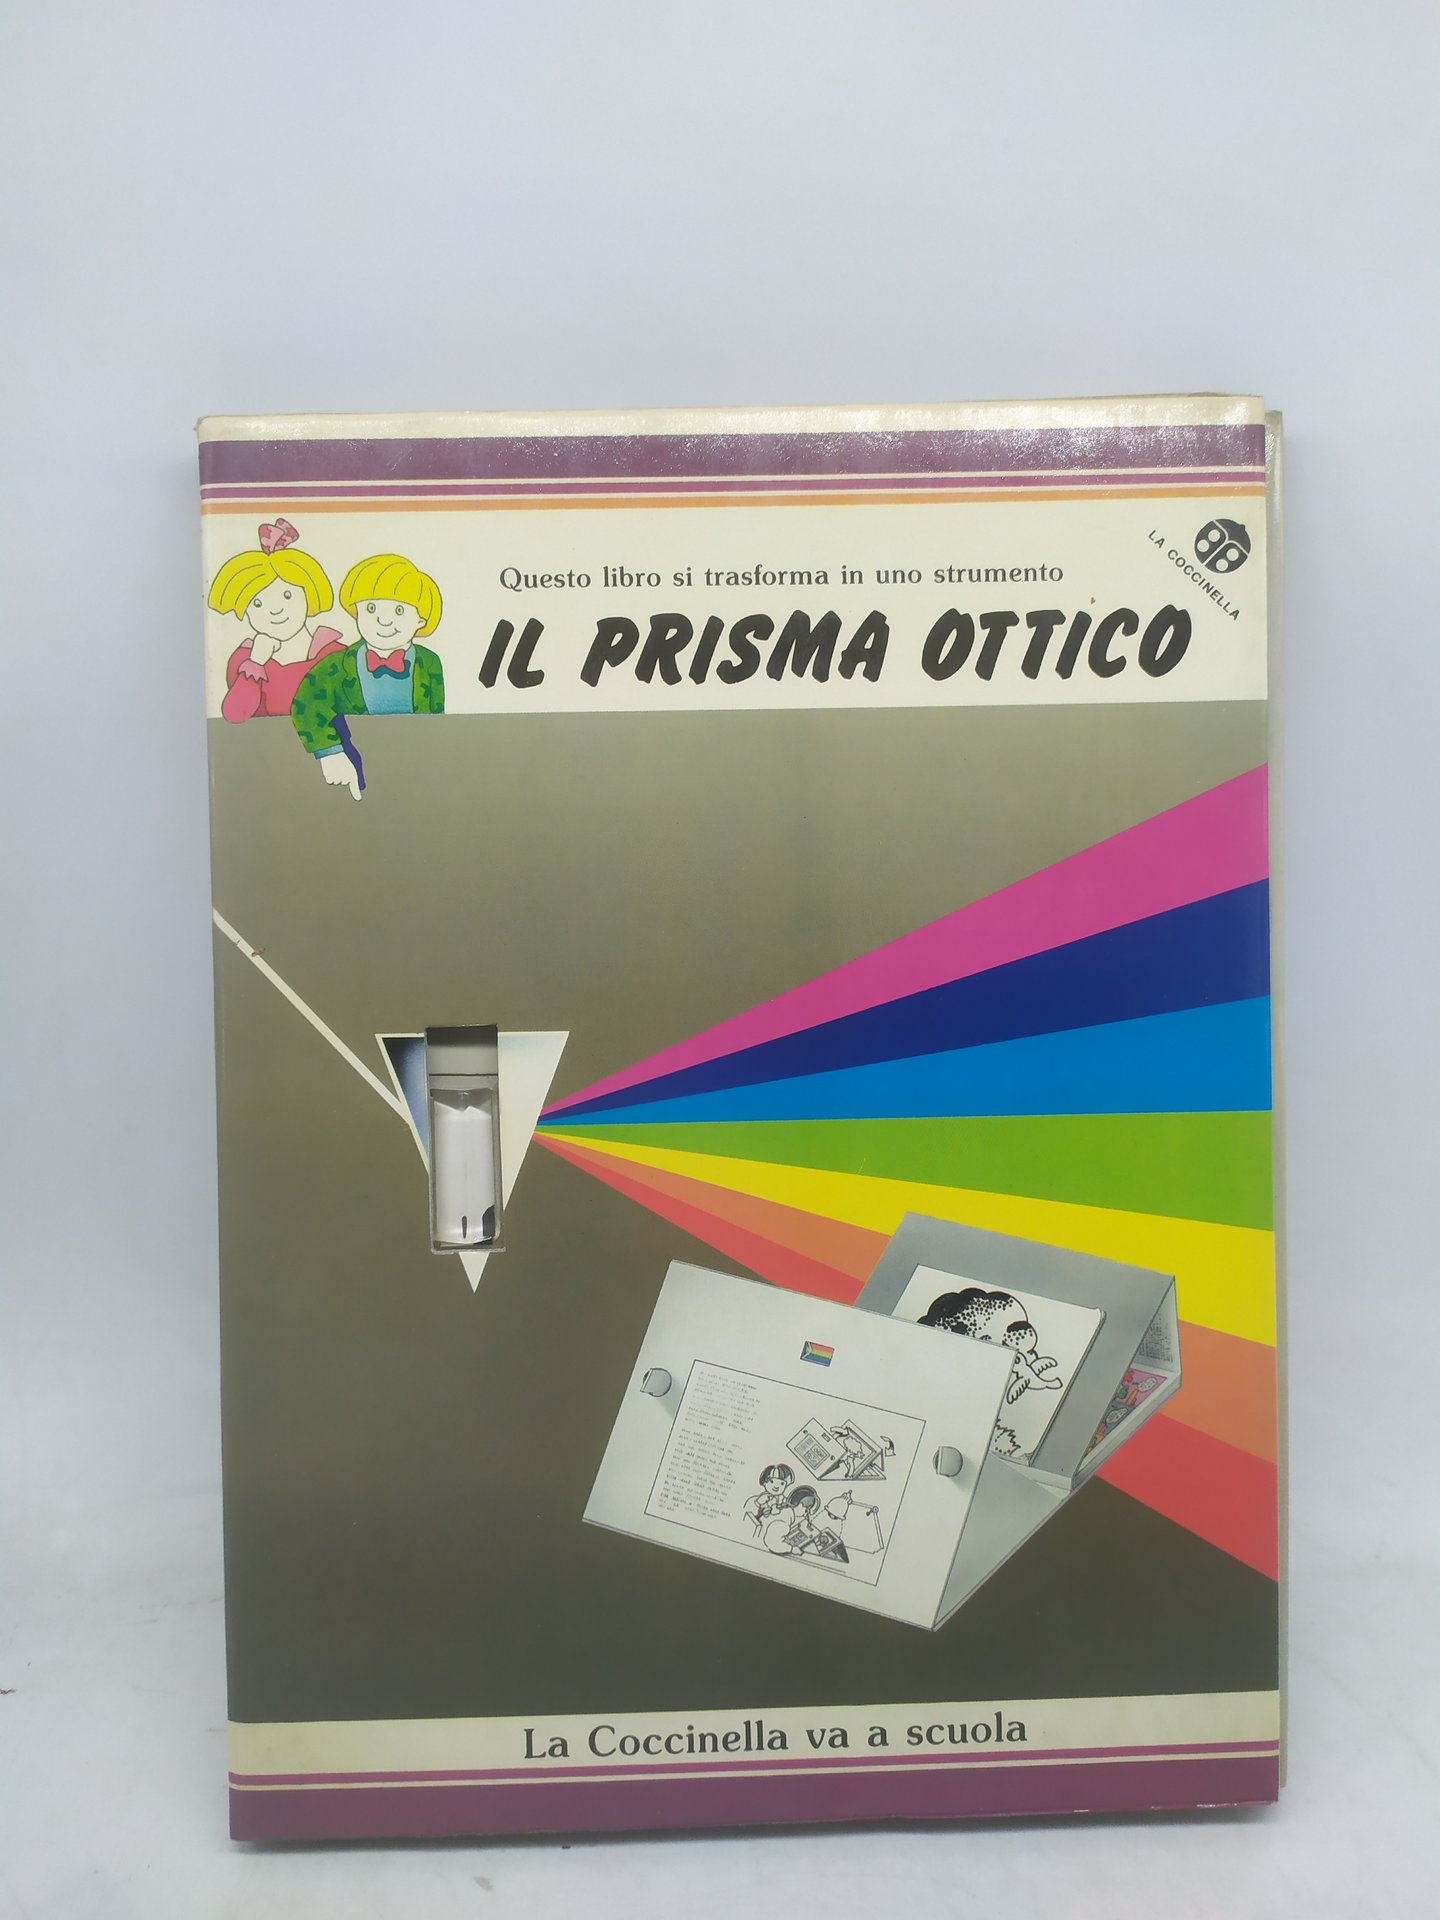 Questo libro si trasforma in uno strumento
IL PRISMA OTTICO
LA COCCINELLA
La Coccinella va a scuola